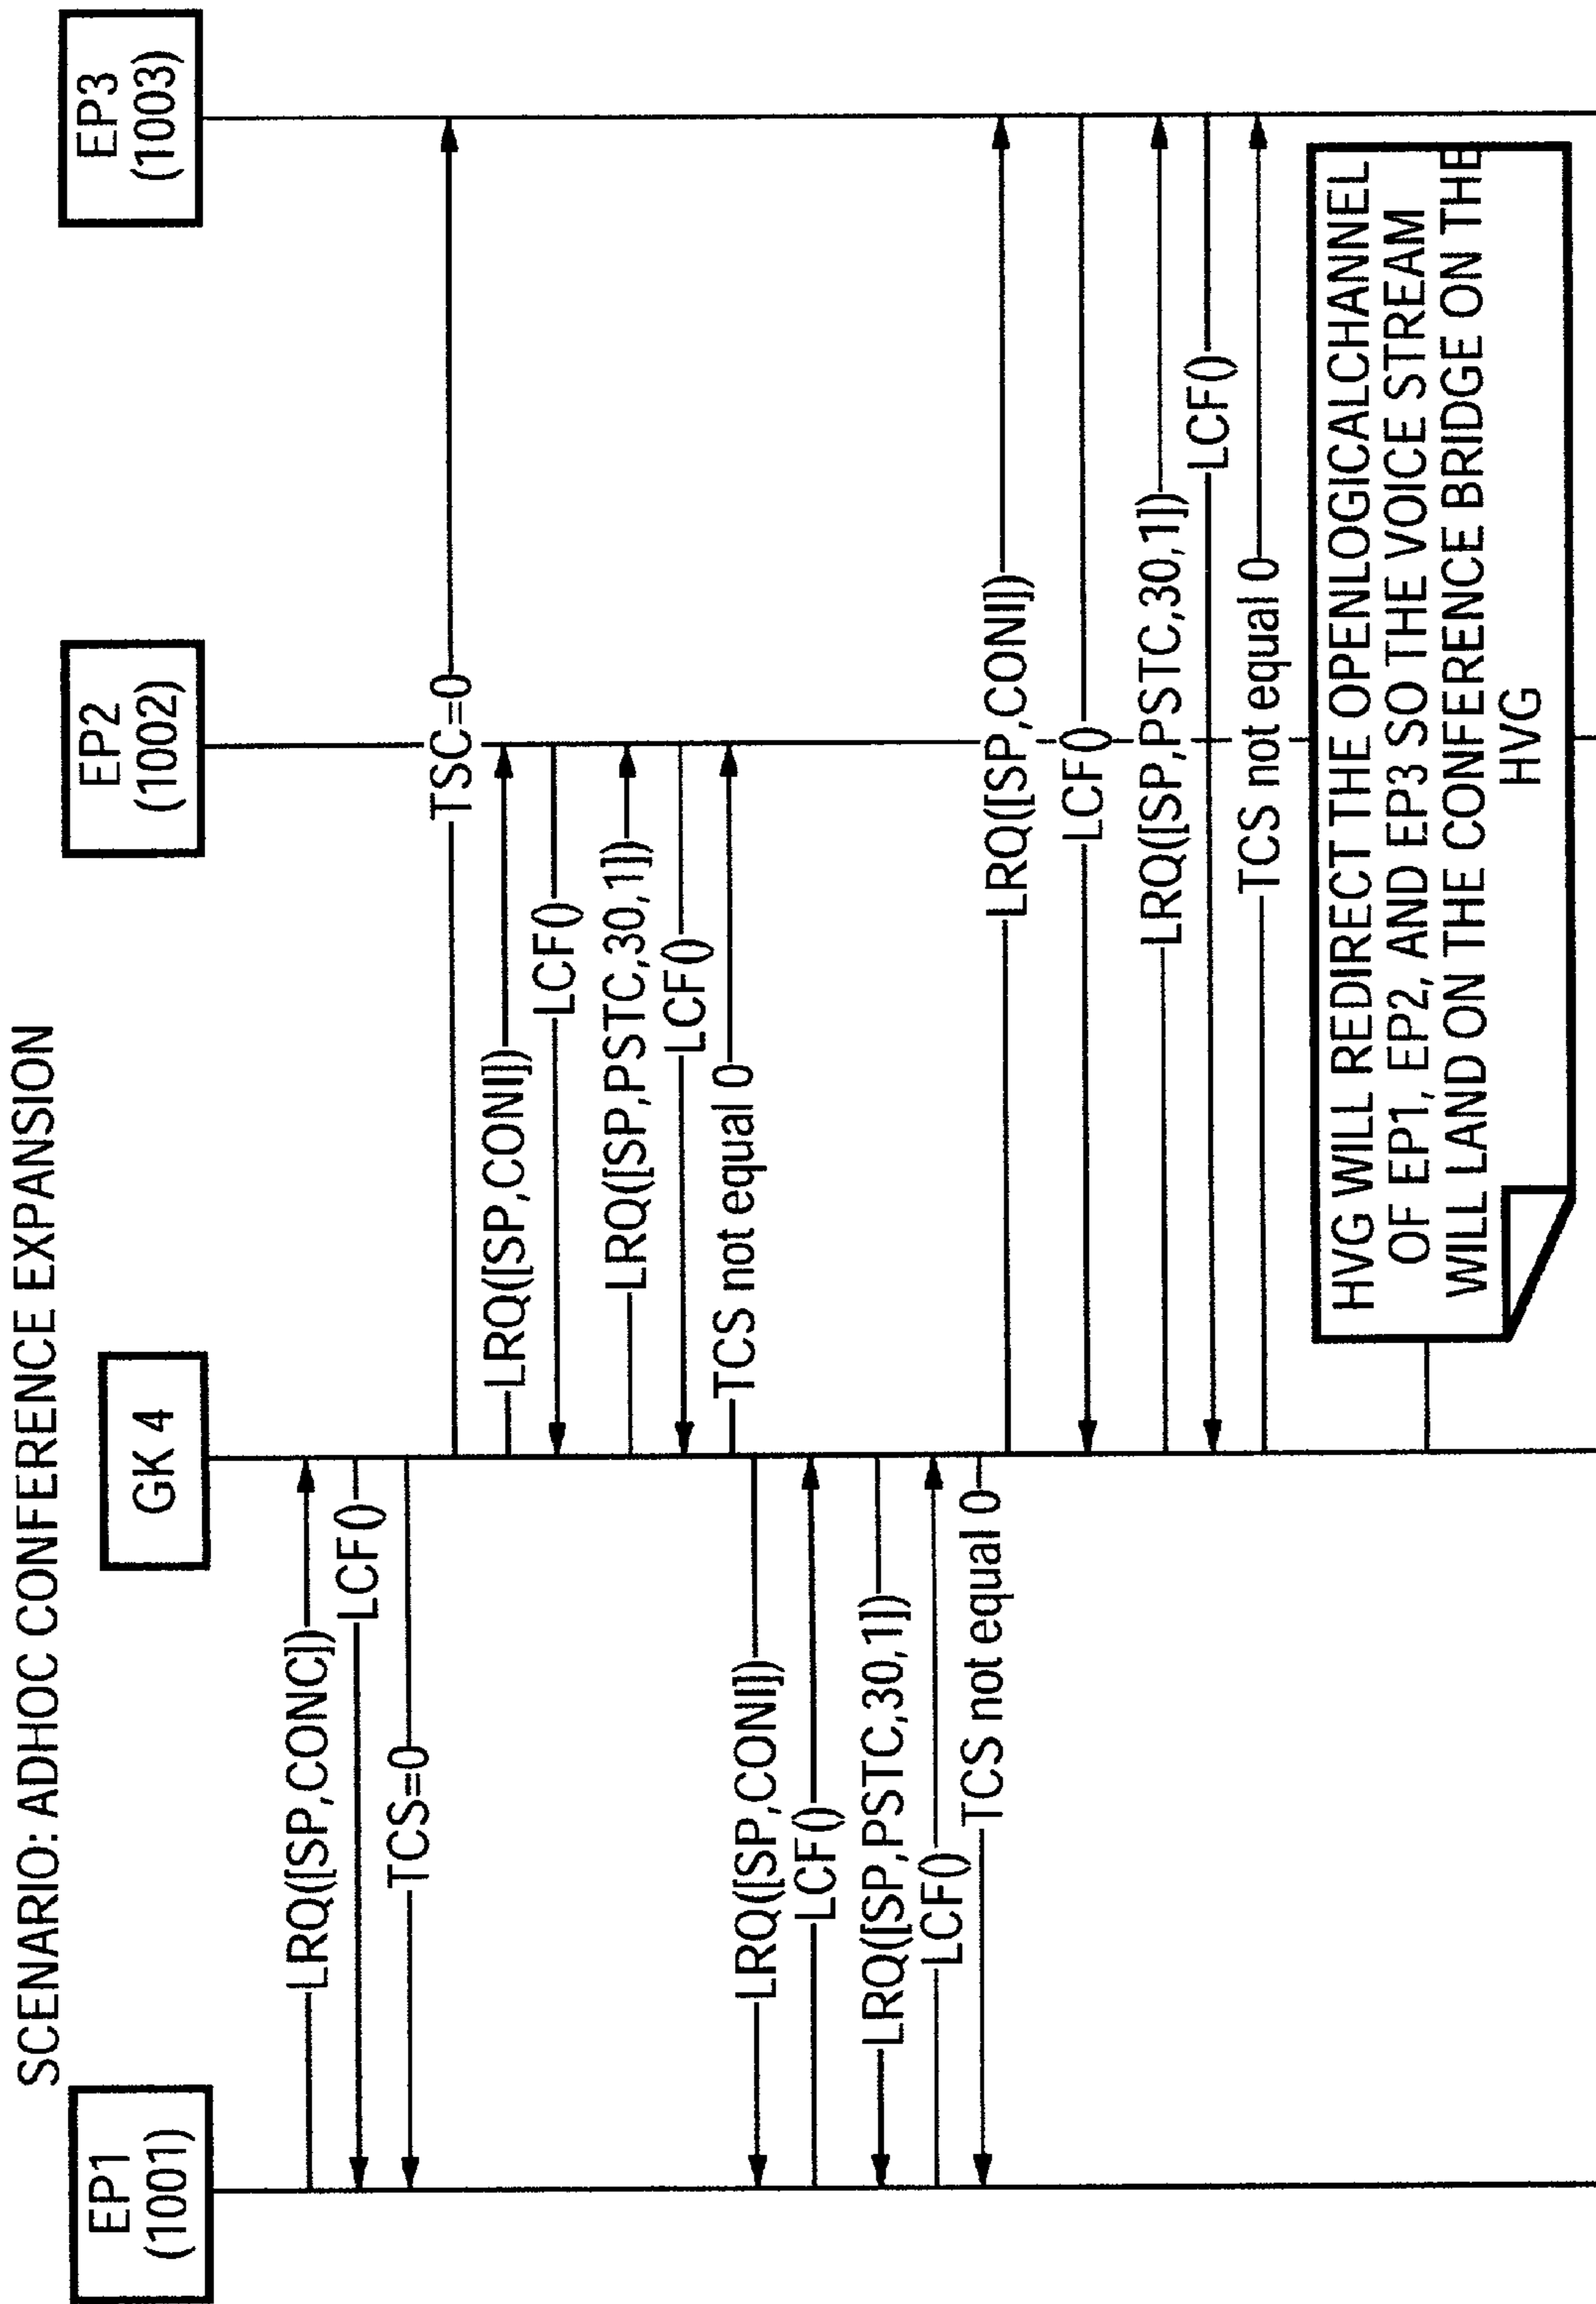 SCENARIO: ADHOC CONFERENCE EXPANSION
EP1
(1001)
GK 4
EP2
(1002)
EP3
(1003)
LRQ([SP,CONC])
LCF()
TCS=0
TSC=0
LRQ([SP,CONI])
LCF()
LRQ([SP,PSTC,30,1])
LCF()
TCS not equal 0
LRQ([SP,CONI])
LCF()
LRQ([SP,PSTC,30,1])
LCF()
TCS not equal 0
LRQ([SP,CONI])
LCF()
LRQ([SP,PSTC,30,1])
LCF()
TCS not equal 0
HVG WILL REDIRECT THE OPENLOGICALCHANNEL
OF EP1, EP2, AND EP3 SO THE VOICE STREAM
WILL LAND ON THE CONFERENCE BRIDGE ON THE
HVG